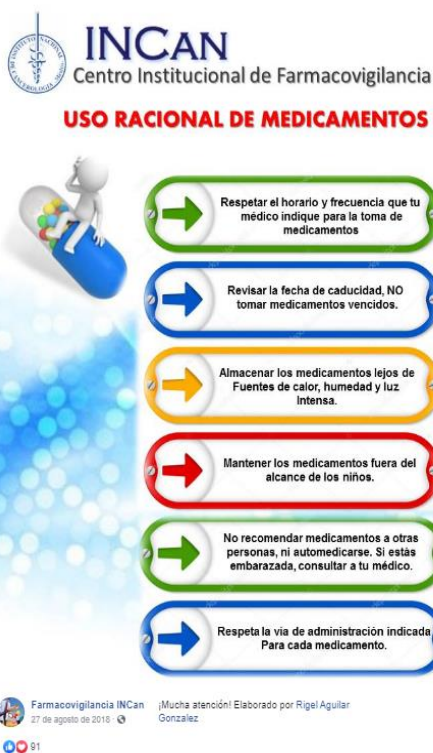 INCAN
Centro Institucional de Farmacovigilancia
USO RACIONAL DE MEDICAMENTOS
Respetar el horario y frecuencia que tu
médico indique para la toma de
medicamentos
Revisar la fecha de caducidad, NO
tomar medicamentos vencidos.
Almacenar los medicamentos lejos de
Fuentes de calor, humedad y luz
Intensa.
Mantener los medicamentos fuera del
alcance de los niños.
No recomendar medicamentos a otras
personas, ni automedicarse. Si estàs
embarazada, consultar a tu médico.
Respeta la vía de administración indicada
Para cada medicamento.
Farmacovigilancia INCan
27 de agosto de 2018
¡Mucha atención! Elaborado por Rigel Aguilar
Gonzalez
91